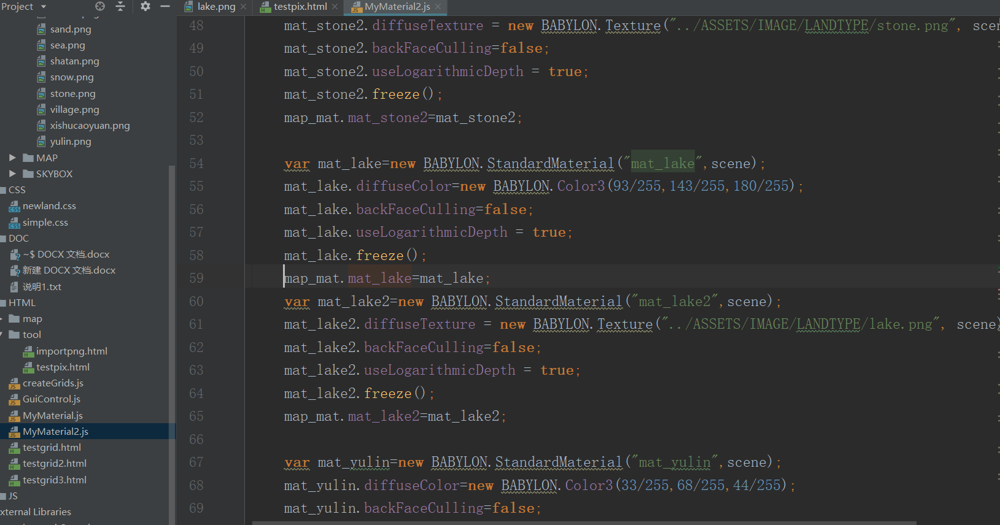 Project
lake.png
testpix.html
MyMaterial2.js
sand.png
sea.png
shatan.png
snow.png
stone.png
village.png
xishucaoyuan.png
yulin.png
MAP
SKYBOX
CSS
newland.css
simple.css
DOC
~$ DOCX 文档.docx
新建 DOCX 文档.docx
说明1.txt
HTML
map
tool
importpng.html
testpix.html
createGrids.js
GuiControl.js
MyMaterial.js
MyMaterial2.js
testgrid.html
testgrid2.html
testgrid3.html
JS
xternal Libraries
48 mat_stone2.diffuseTexture = new BABYLON.Texture("../ASSETS/IMAGE/LANDTYPE/stone.png", scen
49 mat_stone2.backFaceCulling=false;
50 mat_stone2.useLogarithmicDepth = true;
51 mat_stone2.freeze();
52 map_mat.mat_stone2=mat_stone2;
53
54 var mat_lake=new BABYLON.StandardMaterial("mat_lake",scene);
55 mat_lake.diffuseColor=new BABYLON.Color3(93/255,143/255,180/255);
56 mat_lake.backFaceCulling=false;
57 mat_lake.useLogarithmicDepth = true;
58 mat_lake.freeze();
59 map_mat.mat_lake=mat_lake;
60 var mat_lake2=new BABYLON.StandardMaterial("mat_lake2",scene);
61 mat_lake2.diffuseTexture = new BABYLON.Texture("../ASSETS/IMAGE/LANDTYPE/lake.png", scene)
62 mat_lake2.backFaceCulling=false;
63 mat_lake2.useLogarithmicDepth = true;
64 mat_lake2.freeze();
65 map_mat.mat_lake2=mat_lake2;
66
67 var mat_yulin=new BABYLON.StandardMaterial("mat_yulin",scene);
68 mat_yulin.diffuseColor=new BABYLON.Color3(33/255,68/255,44/255);
69 mat_yulin.backFaceCulling=false;